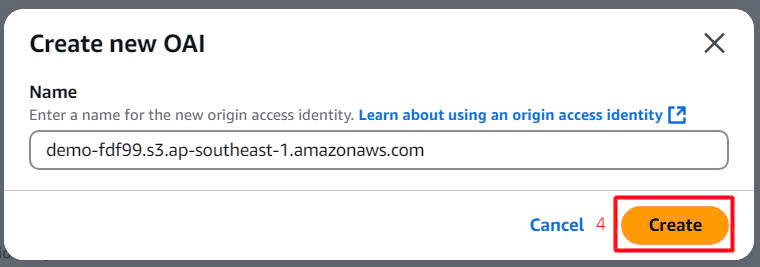 Create new OAI
Name
Enter a name for the new origin access identity. Learn about using an origin access identity
demo-fdf99.s3.ap-southeast-1.amazonaws.com
Cancel 4 Create